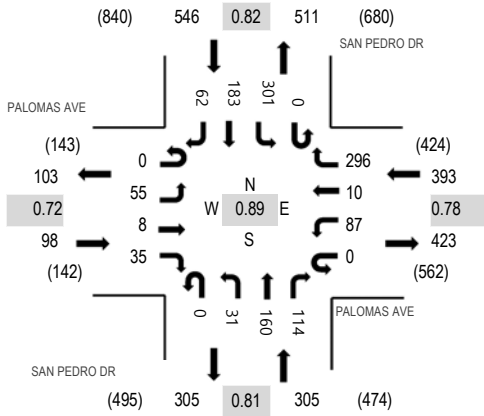 (840) 546 0.82 511 (680)
SAN PEDRO DR
PALOMAS AVE
62 183 301 0
(143) (424)
103 0 296 393
55 N 10
0.72 W 0.89 E 0.78
8 S 87
98 35 0 423
(142) (562)
0 31 160 114
PALOMAS AVE
SAN PEDRO DR
(495) 305 0.81 305 (474)